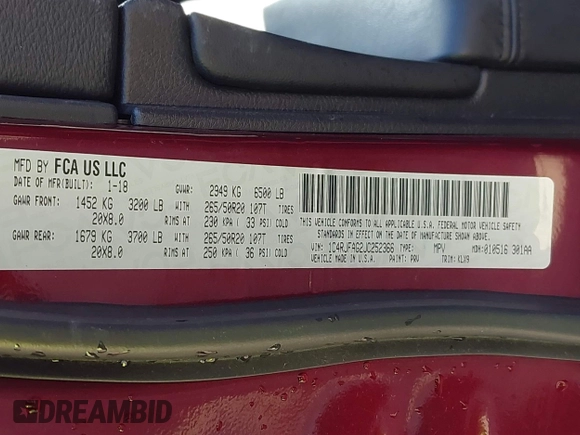 MFD BY FCA US LLC
DATE OF MFR(BUILT): 1-18 GVWR: 2949 KG 6500 LB
GAWR FRONT: 1452 KG 3200 LB WITH 265/50R20 107T TIRES
20X8.0 RIMS AT 230 KPA ( 33 PSI) COLD
GAWR REAR: 1679 KG 3700 LB WITH 265/50R20 107T TIRES
20X8.0 RIMS AT 250 KPA ( 36 PSI) COLD
THIS VEHICLE CONFORMS TO ALL APPLICABLE U.S.A. FEDERAL MOTOR VEHICLE
SAFETY STANDARDS IN EFFECT ON THE DATE OF MANUFACTURE SHOWN ABOVE.
VIN: 1C4RJFAG2JC252366 TYPE: MPV MDH:010516 301AA
VEHICLE MADE IN U.S.A. PAINT: PRV TRIM: KLX9
DREAMBID